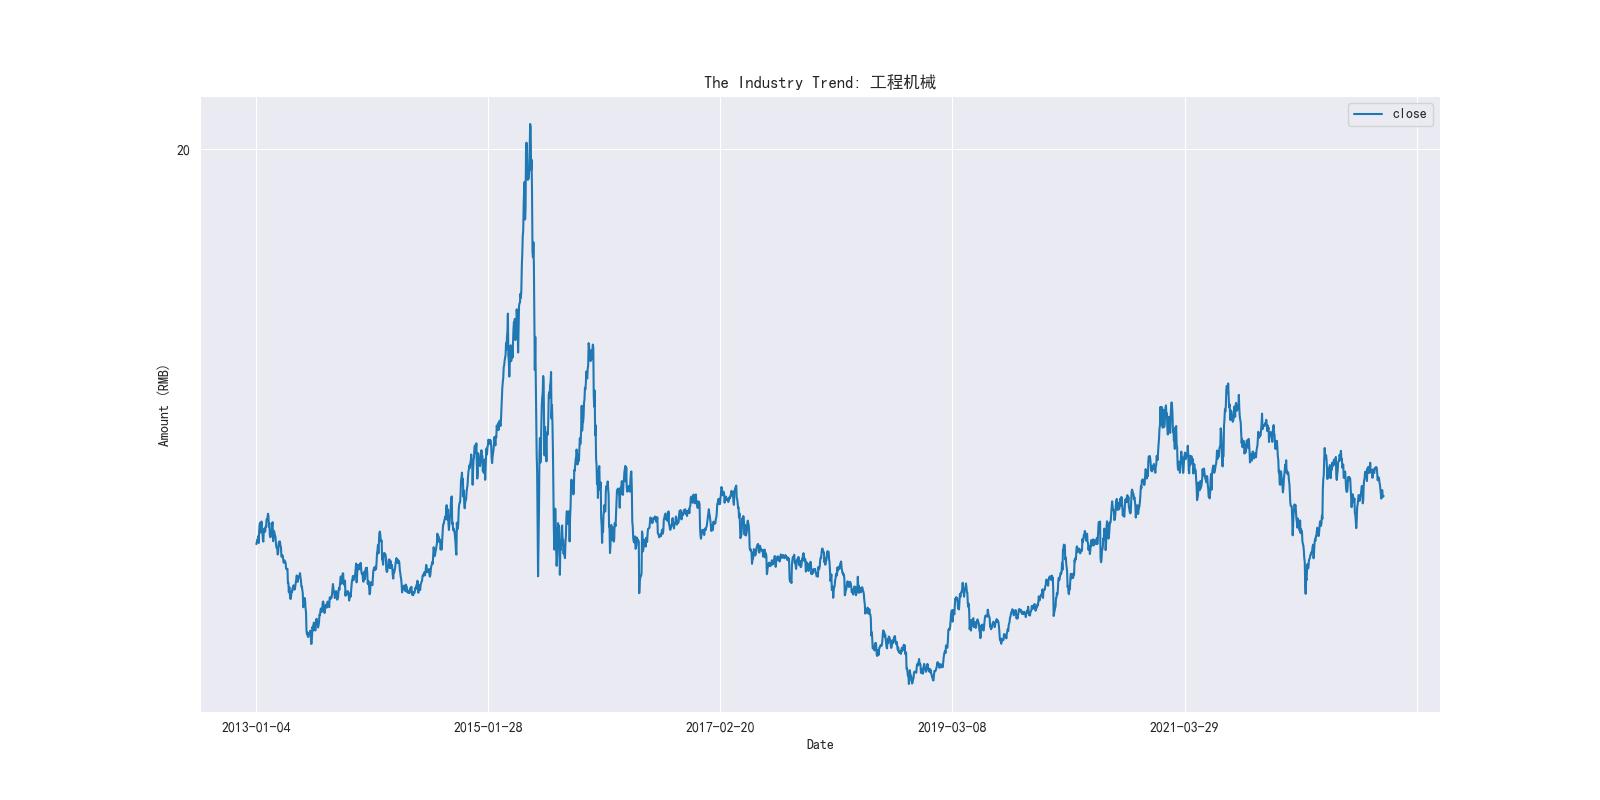 The Industry Trend: 工程机械
close
20
Amount (RMB)
2013-01-04
2015-01-28
2017-02-20
2019-03-08
2021-03-29
Date